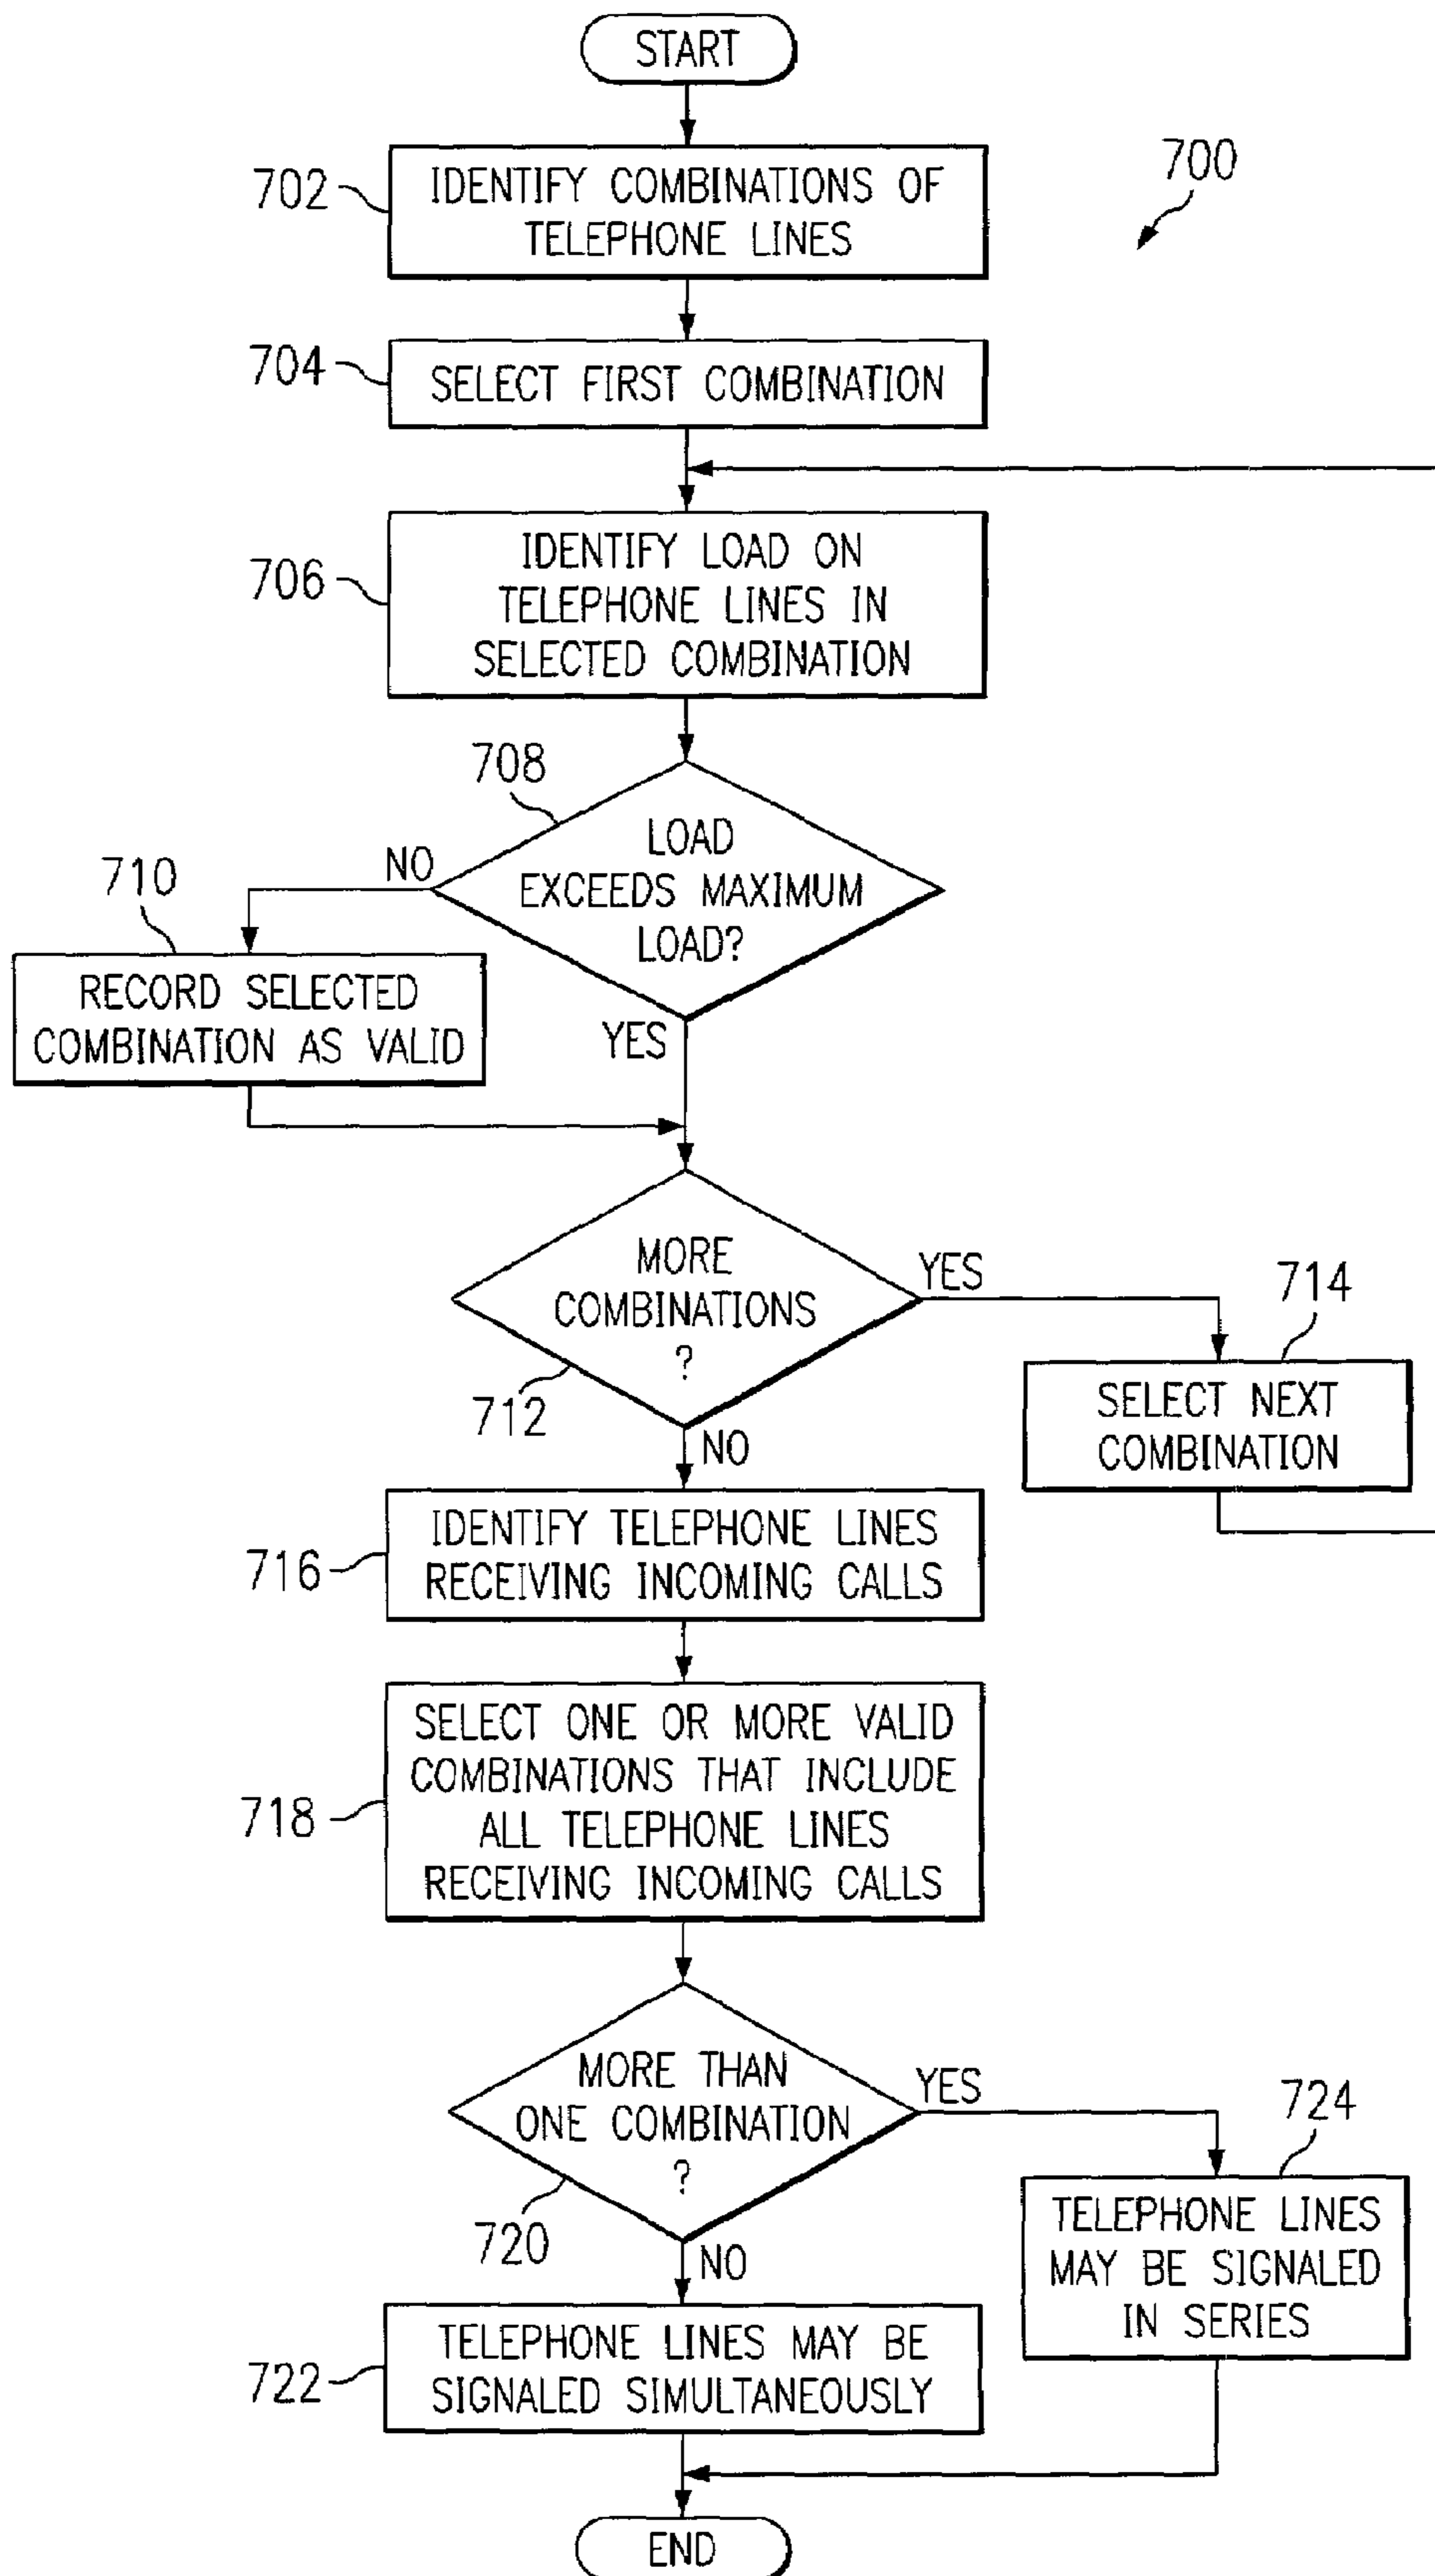 START
700
702
IDENTIFY COMBINATIONS OF
TELEPHONE LINES
704
SELECT FIRST COMBINATION
706
IDENTIFY LOAD ON
TELEPHONE LINES IN
SELECTED COMBINATION
708
LOAD
EXCEEDS MAXIMUM
LOAD?
NO
YES
710
RECORD SELECTED
COMBINATION AS VALID
MORE
COMBINATIONS
?
712
YES
NO
714
SELECT NEXT
COMBINATION
716
IDENTIFY TELEPHONE LINES
RECEIVING INCOMING CALLS
718
SELECT ONE OR MORE VALID
COMBINATIONS THAT INCLUDE
ALL TELEPHONE LINES
RECEIVING INCOMING CALLS
MORE THAN
ONE COMBINATION
?
720
YES
NO
724
TELEPHONE LINES
MAY BE SIGNALED
IN SERIES
722
TELEPHONE LINES MAY BE
SIGNALED SIMULTANEOUSLY
END